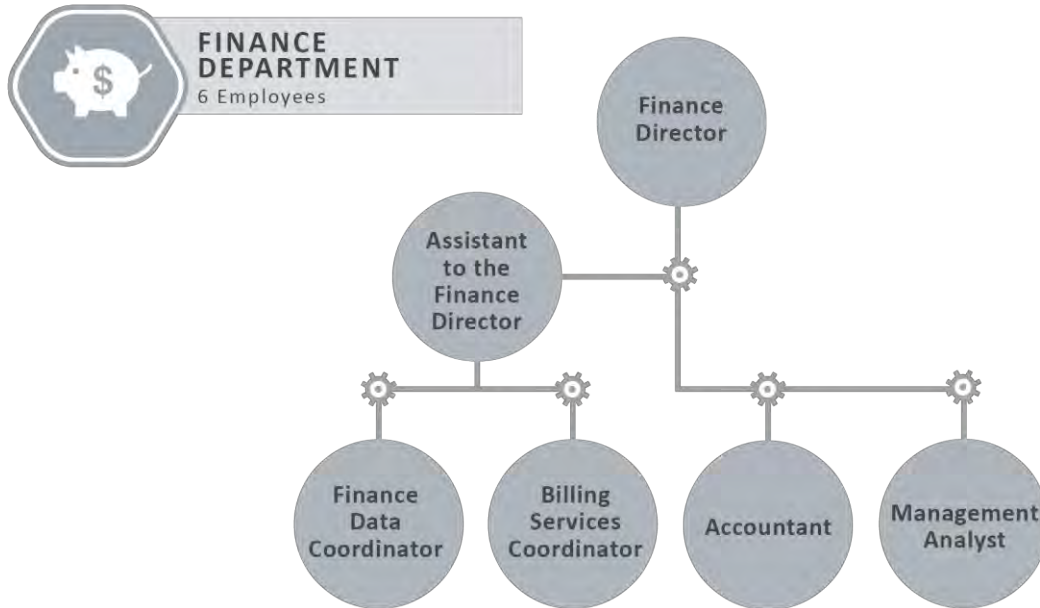 FINANCE
DEPARTMENT
6 Employees
$
Finance
Director
Assistant
to the
Finance
Director
Finance
Data
Coordinator
Billing
Services
Coordinator
Accountant
Management
Analyst